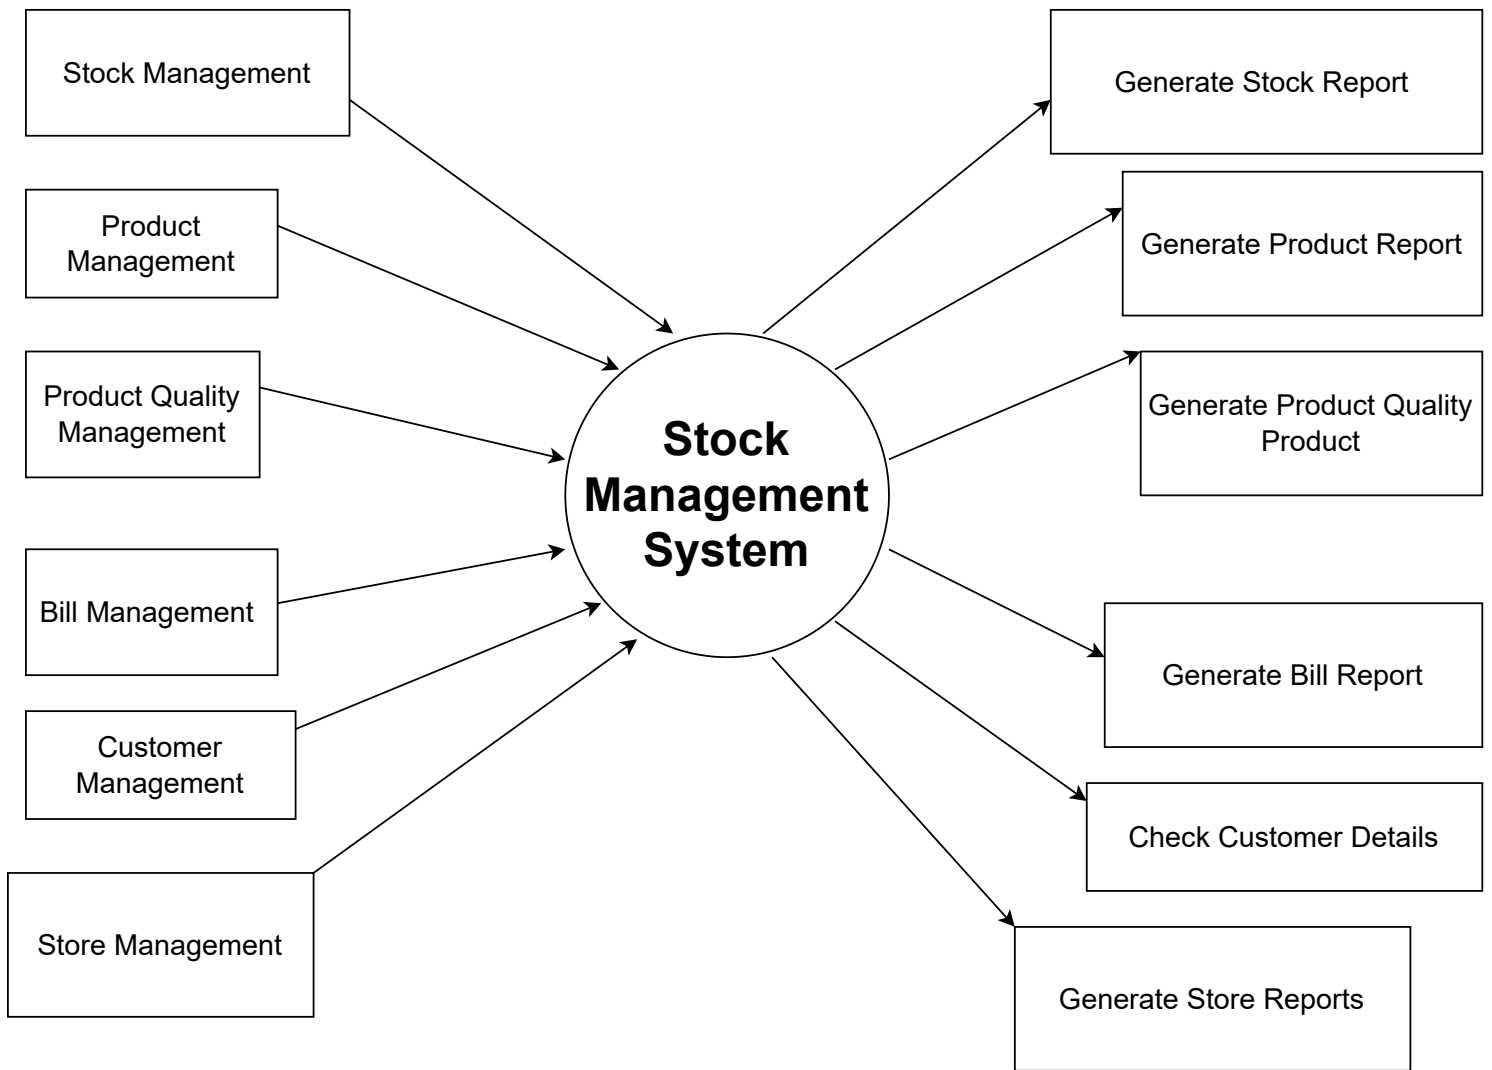 Stock Management
Product
Management
Product Quality
Management
Bill Management
Customer
Management
Store Management
Stock
Management
System
Generate Stock Report
Generate Product Report
Generate Product Quality
Product
Generate Bill Report
Check Customer Details
Generate Store Reports